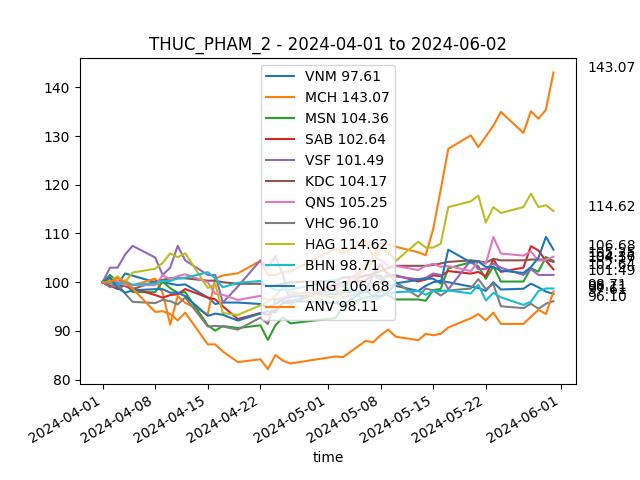 THUC_PHAM_2 - 2024-04-01 to 2024-06-02
143.07
140
130
120
110
100
90
80
VNM 97.61
MCH 143.07
MSN 104.36
SAB 102.64
VSF 101.49
KDC 104.17
QNS 105.25
VHC 96.10
HAG 114.62
BHN 98.71
HNG 106.68
ANV 98.11
114.62
106.68
96.10
2024-04-01
2024-04-08
2024-04-15
2024-04-22
2024-05-01
2024-05-08
2024-05-15
2024-05-22
2024-06-01
time